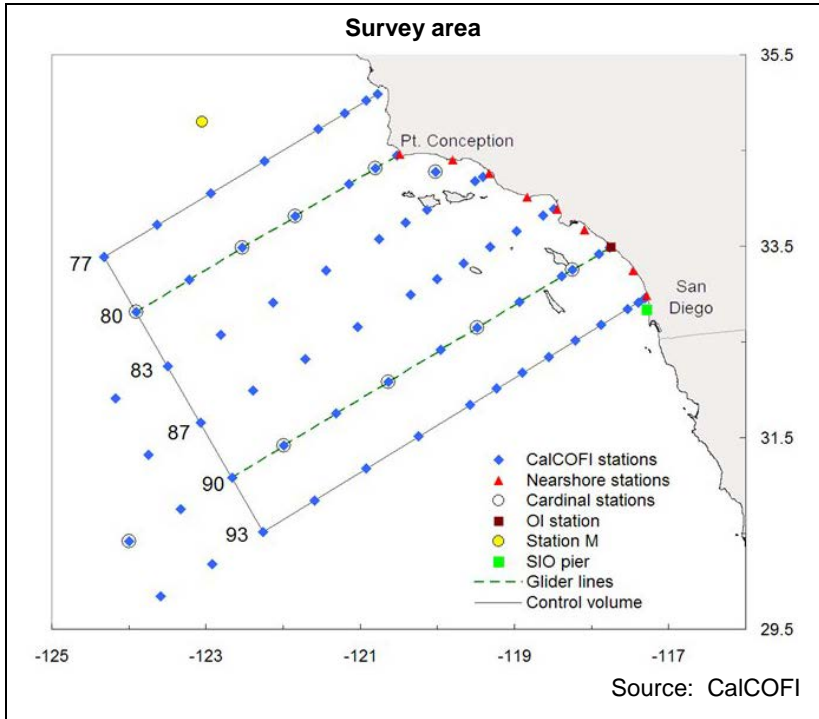 Survey area
35.5
Pt. Conception
77
33.5
80
San
Diego
83
87
31.5
90
93
CalCOFI stations
Nearshore stations
Cardinal stations
OI station
Station M
SIO pier
Glider lines
Control volume
29.5
-125 -123 -121 -119 -117
Source: CalCOFI